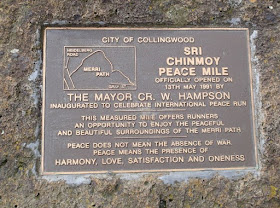 CITY OF COLLINGWOOD
HEIDELBERG
ROAD
MERRI
PATH
SRI
CHINMOY
PEACE MILE
OFFICIALLY OPENED ON
13TH MAY 1991 BY
THE MAYOR CR. W. HAMPSON
INAUGURATED TO CELEBRATE INTERNATIONAL PEACE RUN
THIS MEASURED MILE OFFERS RUNNERS
AN OPPORTUNITY TO ENJOY THE PEACEFUL
AND BEAUTIFUL SURROUNDINGS OF THE MERRI PATH
PEACE DOES NOT MEAN THE ABSENCE OF WAR.
PEACE MEANS THE PRESENCE OF
HARMONY, LOVE, SATISFACTION AND ONENESS